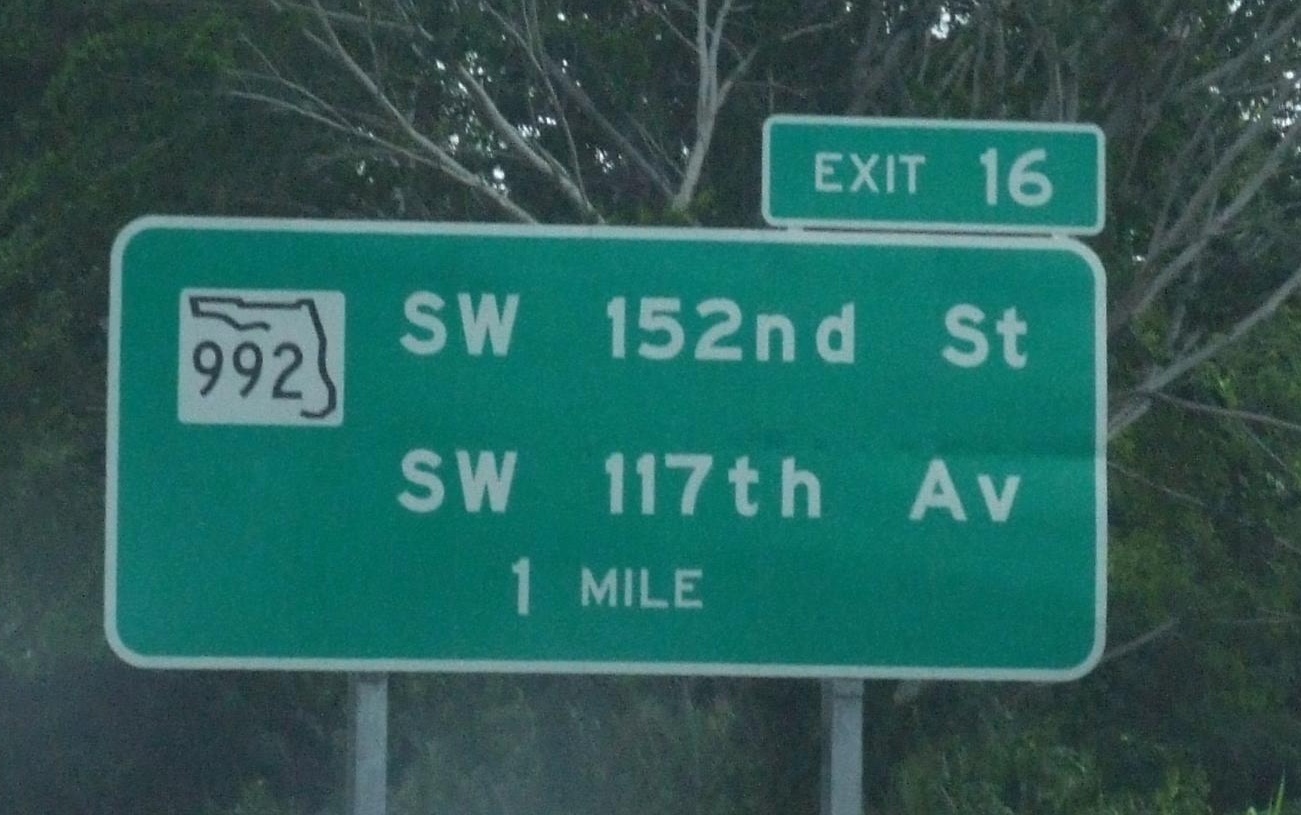 EXIT 16
992 SW 152nd St
SW 117th Av
1 MILE